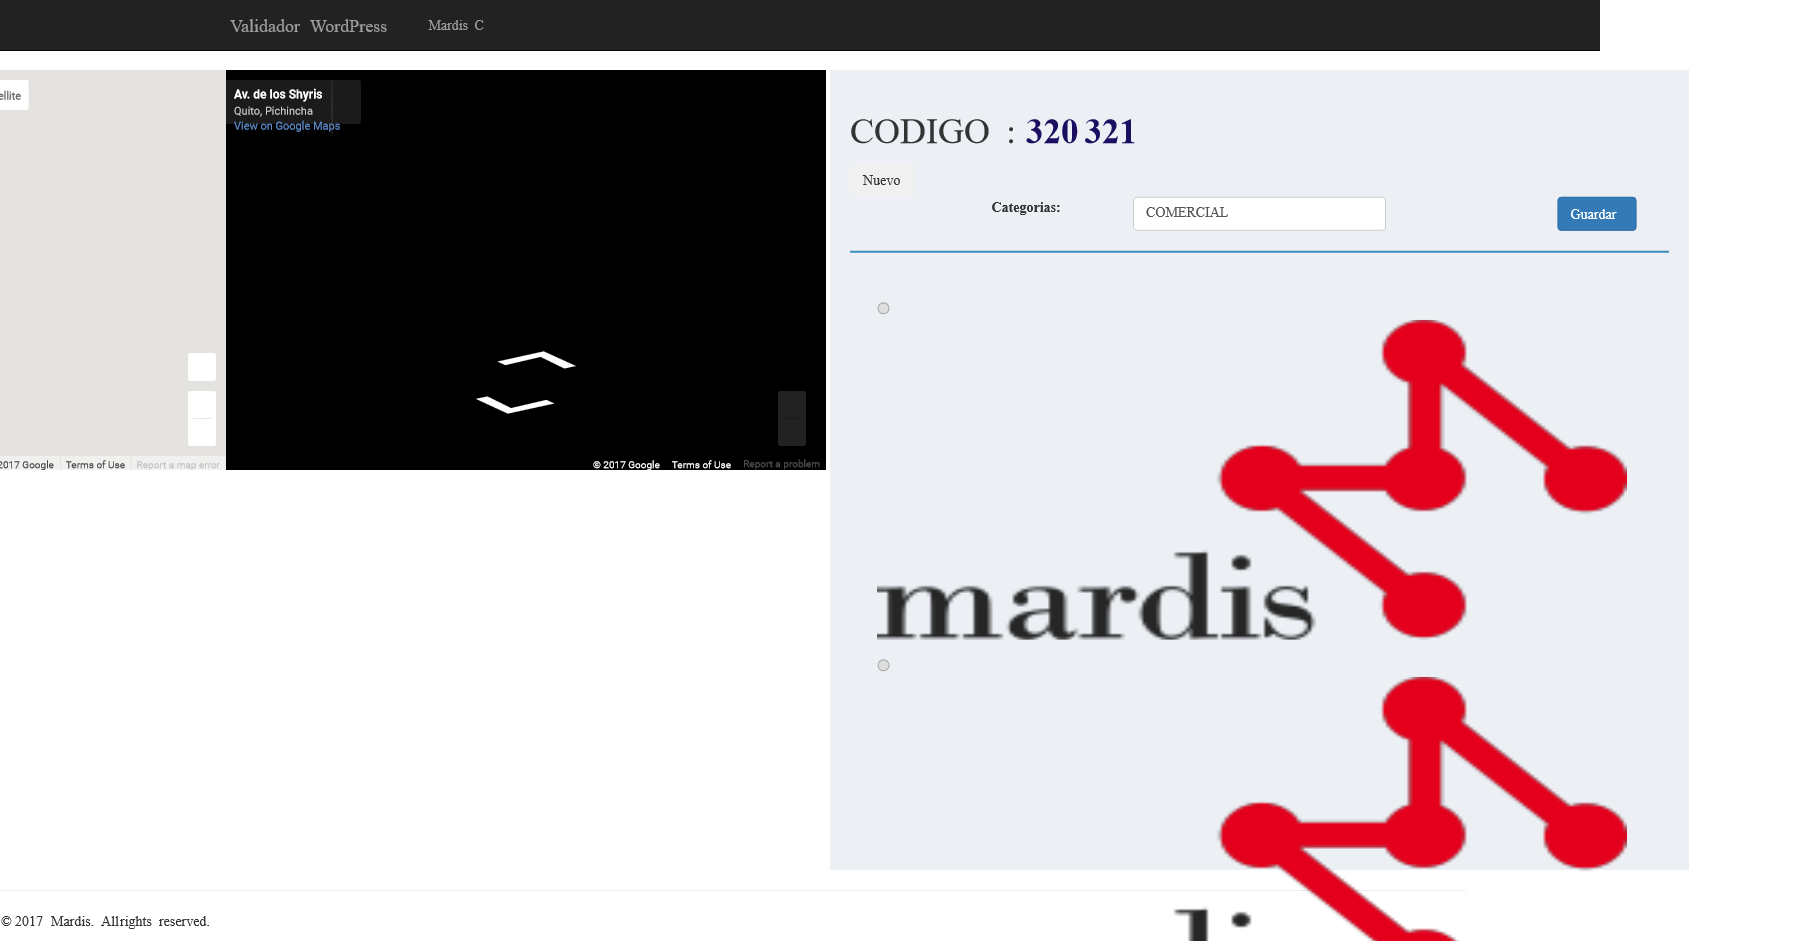 Validador WordPress
Mardis C
ellite
Av. de los Shyris
Quito, Pichincha
View on Google Maps
CODIGO : 320 321
Nuevo
Categorias:
COMERCIAL
Guardar
mardis
2017 Google
Terms of Use
Report a map error
© 2017 Google
Terms of Use
Report a problem
© 2017 Mardis. Allrights reserved.